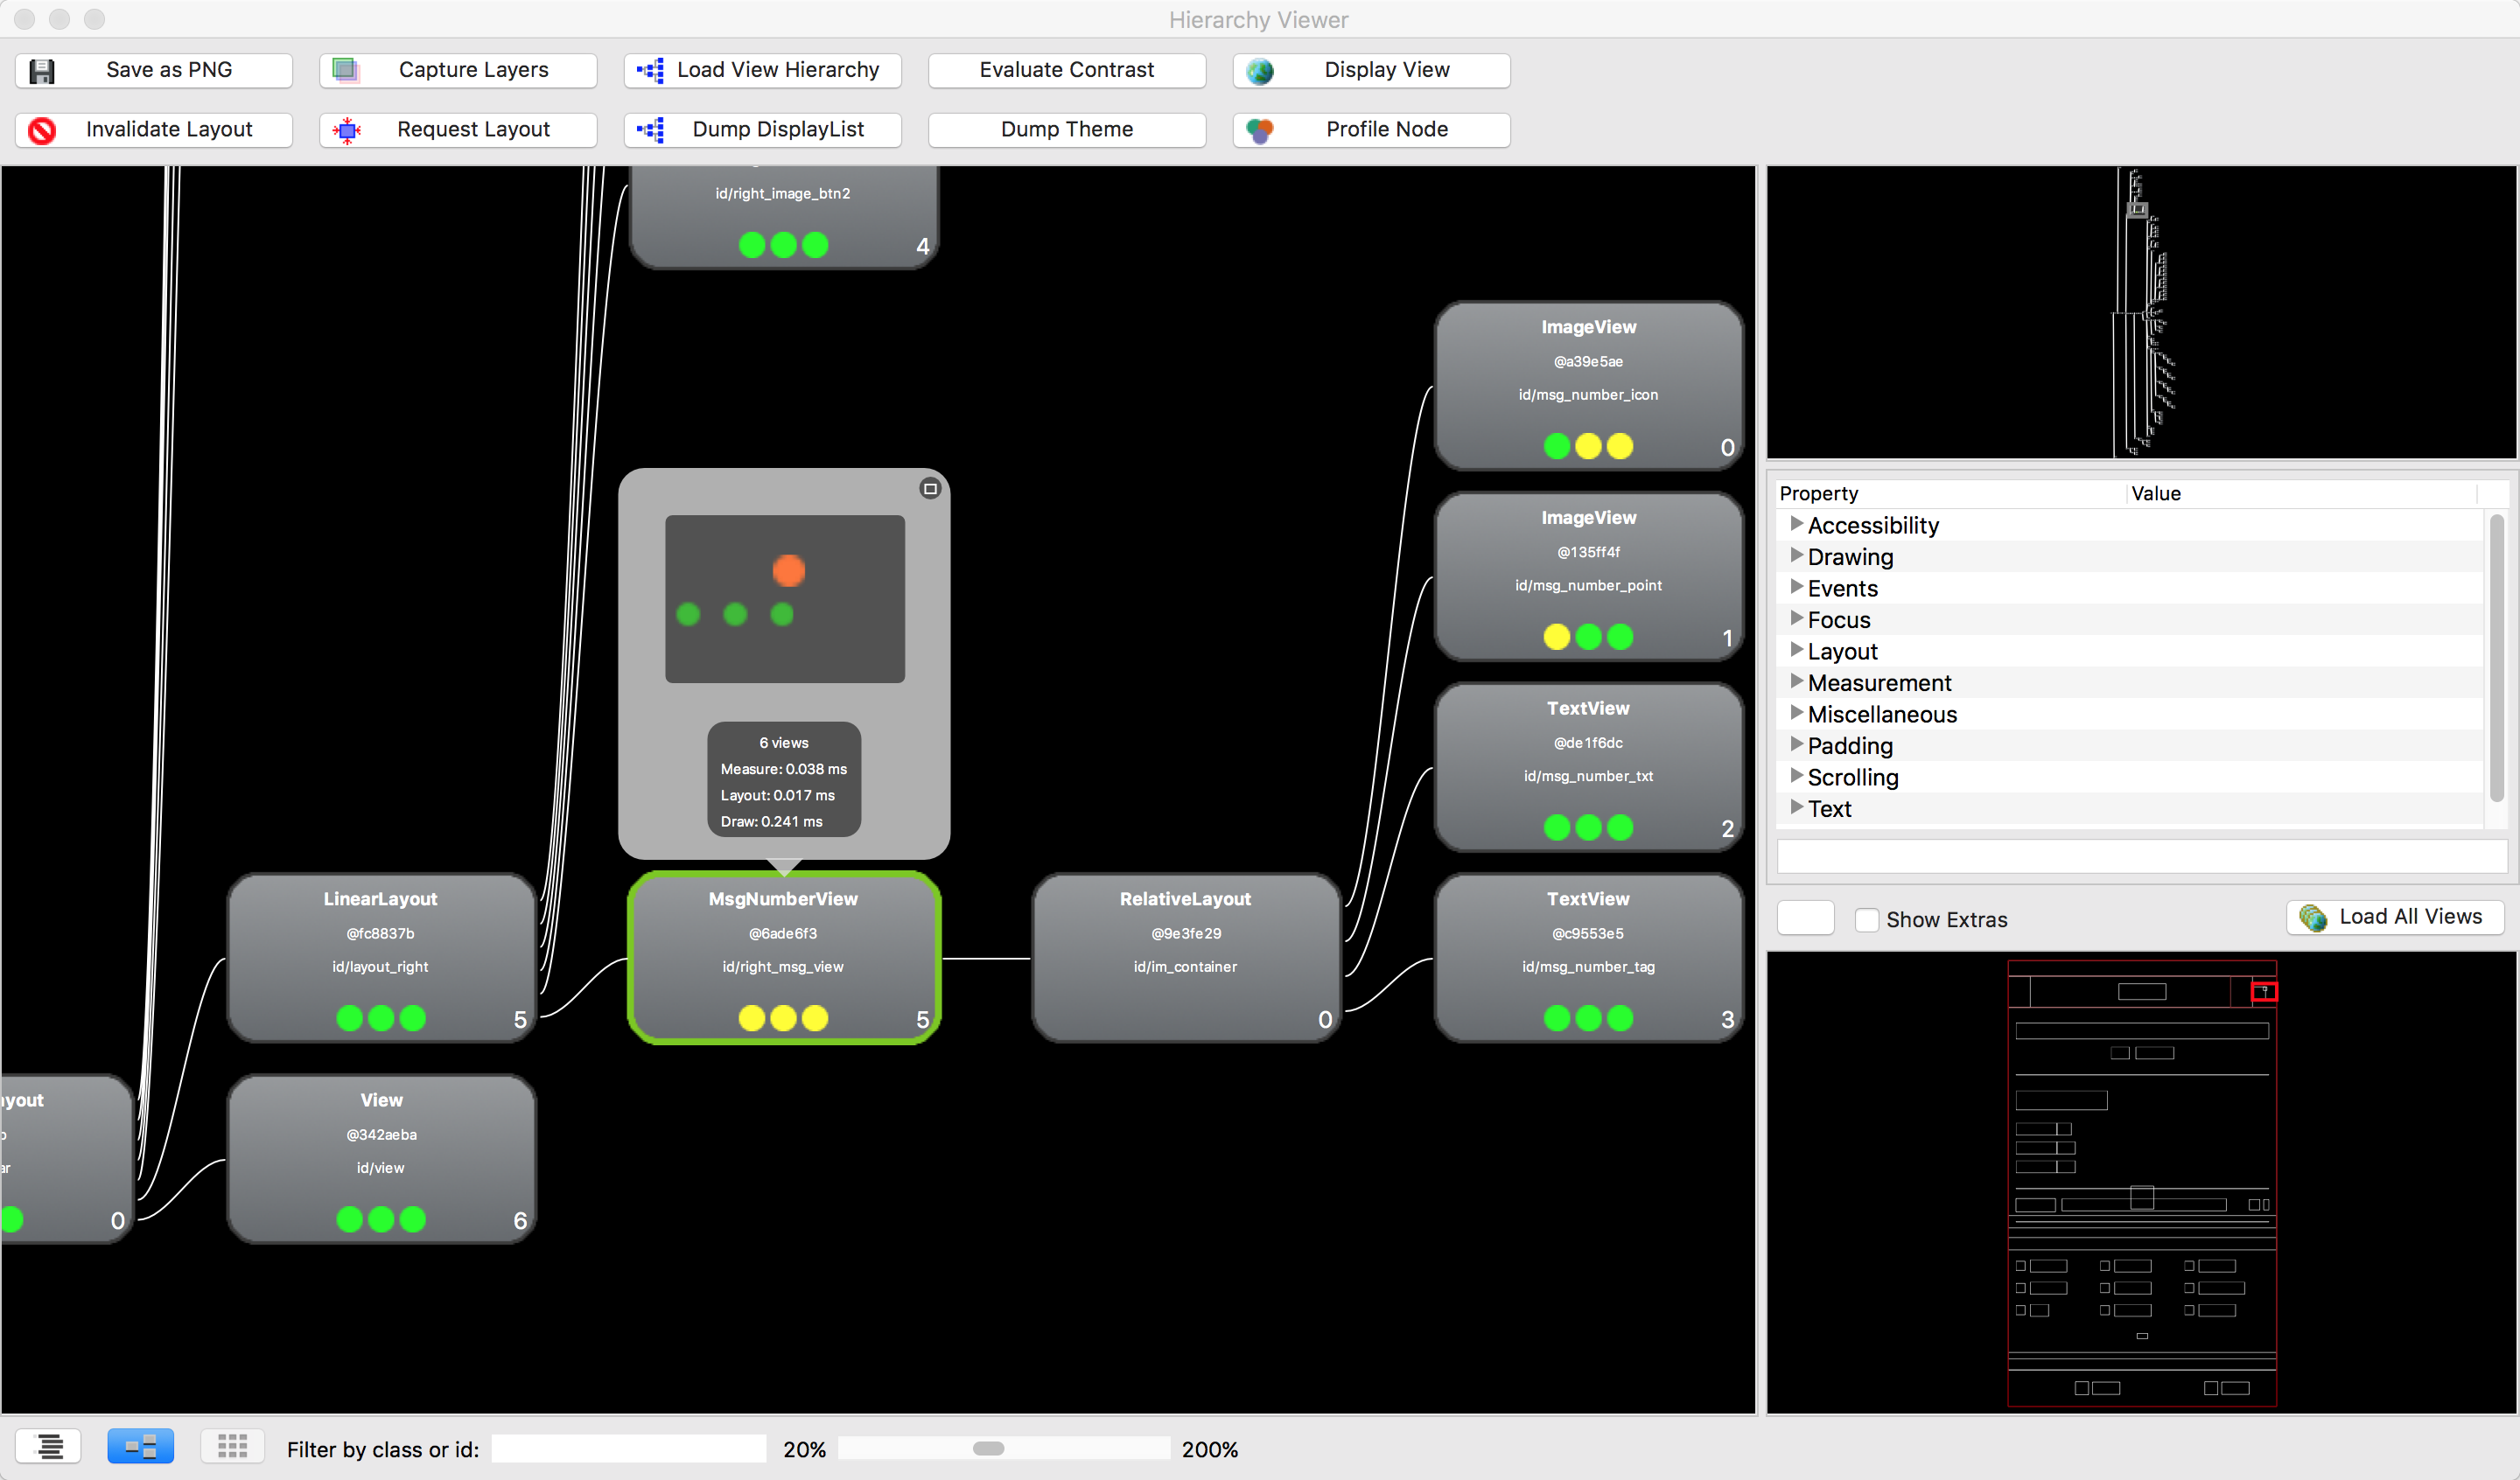 Hierarchy Viewer
Save as PNG
Capture Layers
Load View Hierarchy
Evaluate Contrast
Display View
Invalidate Layout
Request Layout
Dump DisplayList
Dump Theme
Profile Node
id/right_image_btn2
4
ImageView
@a39e5ae
id/msg_number_icon
0
ImageView
@135ff4f
id/msg_number_point
1
TextView
@de1f6dc
id/msg_number_txt
2
6 views
Measure: 0.038 ms
Layout: 0.017 ms
Draw: 0.241 ms
LinearLayout
@fc8837b
id/layout_right
5
MsgNumberView
@6ade6f3
id/right_msg_view
5
RelativeLayout
@9e3fe29
id/im_container
0
TextView
@c9553e5
id/msg_number_tag
3
yout
ar
0
View
@342aeba
id/view
6
Property
Value
Accessibility
Drawing
Events
Focus
Layout
Measurement
Miscellaneous
Padding
Scrolling
Text
Show Extras
Load All Views
Filter by class or id:
20%
200%